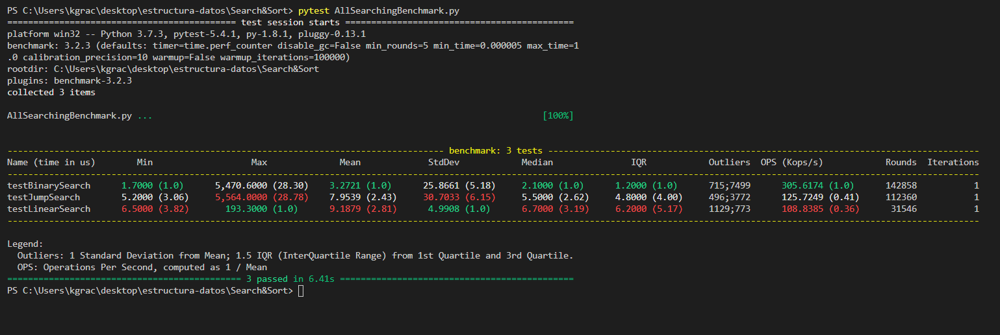 PS C:\Users\kgrac\desktop\estructura-datos\Search&Sort> pytest AllSearchingBenchmark.py
============================================ test session starts ============================================
platform win32 -- Python 3.7.3, pytest-5.4.1, py-1.8.1, pluggy-0.13.1
benchmark: 3.2.3 (defaults: timer=time.perf_counter disable_gc=False min_rounds=5 min_time=0.000005 max_time=1
.0 calibration_precision=10 warmup=False warmup_iterations=100000)
rootdir: C:\Users\kgrac\desktop\estructura-datos\Search&Sort
plugins: benchmark-3.2.3
collected 3 items
AllSearchingBenchmark.py ... [100%]
------------------------------------------------------------------------------------ benchmark: 3 tests -----------------------------------------------------------------------------------
Name (time in us) Min Max Mean StdDev Median IQR Outliers OPS (Kops/s) Rounds Iterations
-------------------------------------------------------------------------------------------------------------------------------------------------------------------------------------------
testBinarySearch 1.7000 (1.0) 5,470.6000 (28.30) 3.2721 (1.0) 25.8661 (5.18) 2.1000 (1.0) 1.2000 (1.0) 715;7499 305.6174 (1.0) 142858 1
testJumpSearch 5.2000 (3.06) 5,564.0000 (28.78) 7.9539 (2.43) 30.7033 (6.15) 5.5000 (2.62) 4.8000 (4.00) 496;3772 125.7249 (0.41) 112360 1
testLinearSearch 6.5000 (3.82) 193.3000 (1.0) 9.1879 (2.81) 4.9908 (1.0) 6.7000 (3.19) 6.2000 (5.17) 1129;773 108.8385 (0.36) 31546 1
-------------------------------------------------------------------------------------------------------------------------------------------------------------------------------------------
Legend:
Outliers: 1 Standard Deviation from Mean; 1.5 IQR (InterQuartile Range) from 1st Quartile and 3rd Quartile.
OPS: Operations Per Second, computed as 1 / Mean
============================================= 3 passed in 6.41s =============================================
PS C:\Users\kgrac\desktop\estructura-datos\Search&Sort>